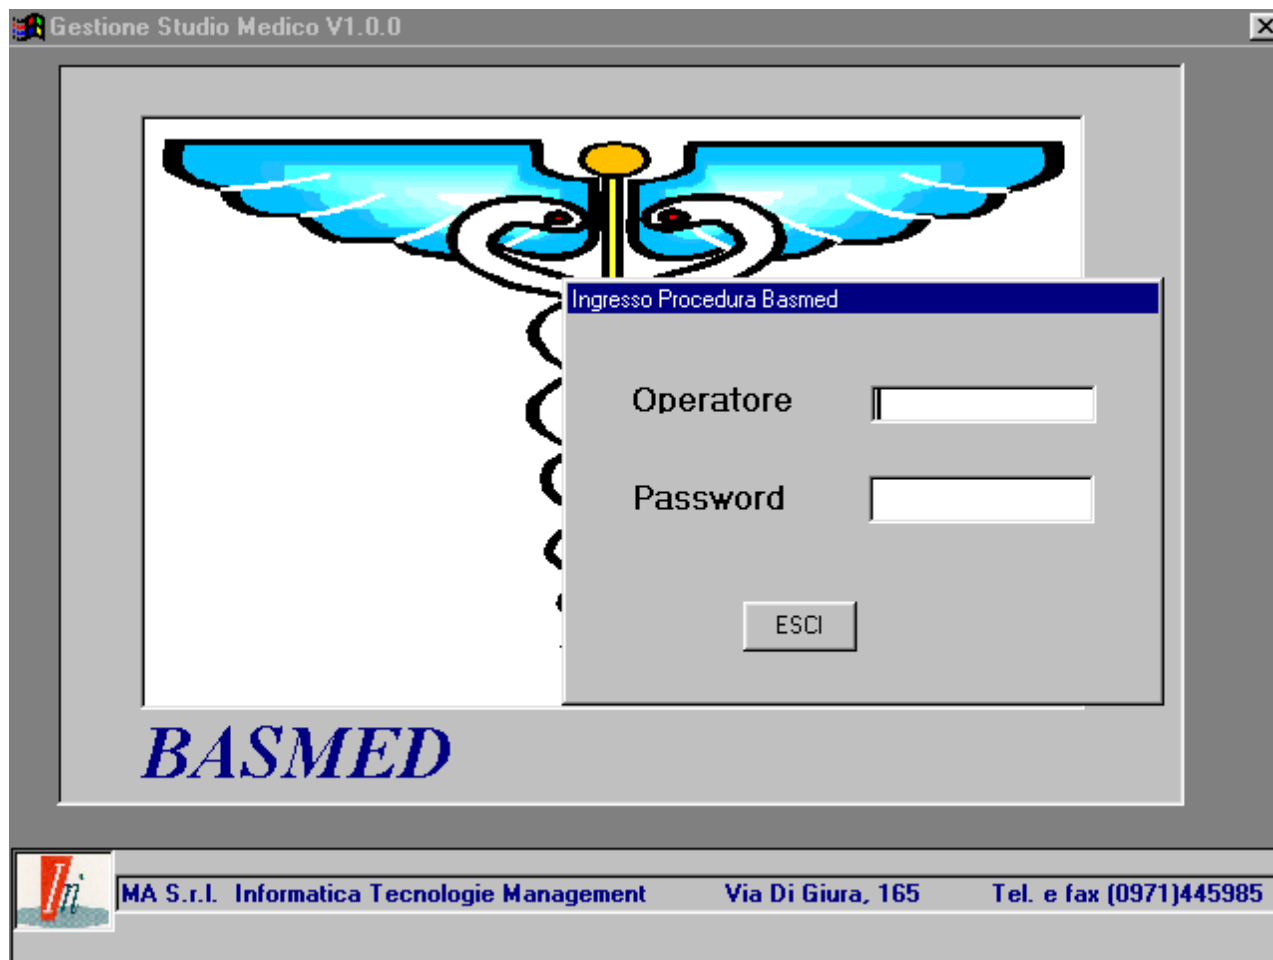 Gestione Studio Medico V1.0.0
Ingresso Procedura Basmed
Operatore
Password
ESCI
BASMED
In
MA S.r.l. Informatica Tecnologie Management Via Di Giura, 165 Tel. e fax (0971)445985